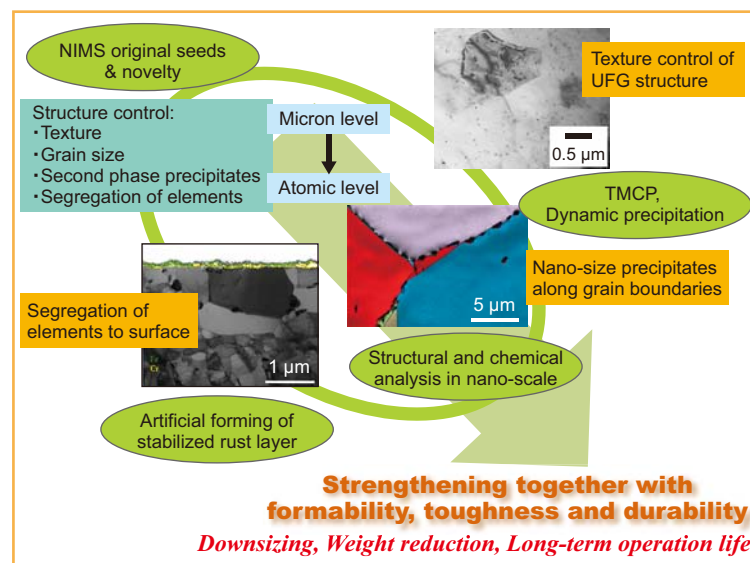 NIMS original seeds
& novelty
Structure control:
・Texture
・Grain size
・Second phase precipitates
・Segregation of elements
Micron level
Atomic level
Texture control of
UFG structure
0.5 μm
TMCP,
Dynamic precipitation
Nano-size precipitates
along grain boundaries
5 μm
Segregation of
elements to surface
1 μm
Cr
Structural and chemical
analysis in nano-scale
Artificial forming of
stabilized rust layer
Strengthening together with
formability, toughness and durability
Downsizing, Weight reduction, Long-term operation life